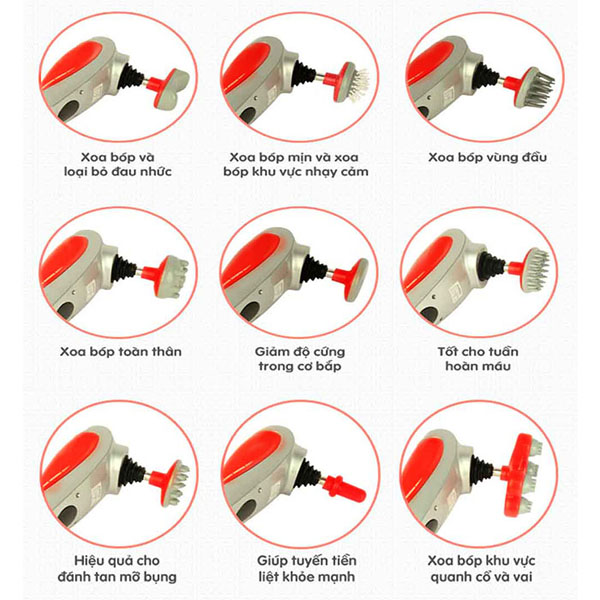 Xoa bóp và
loại bỏ đau nhức
Xoa bóp mịn và xoa
bóp khu vực nhạy cảm
Xoa bóp vùng đầu
Xoa bóp toàn thân
Giảm độ cứng
trong cơ bắp
Tốt cho tuần
hoàn máu
Hiệu quả cho
đánh tan mỡ bụng
Giúp tuyến tiền
liệt khỏe mạnh
Xoa bóp khu vực
quanh cổ và vai